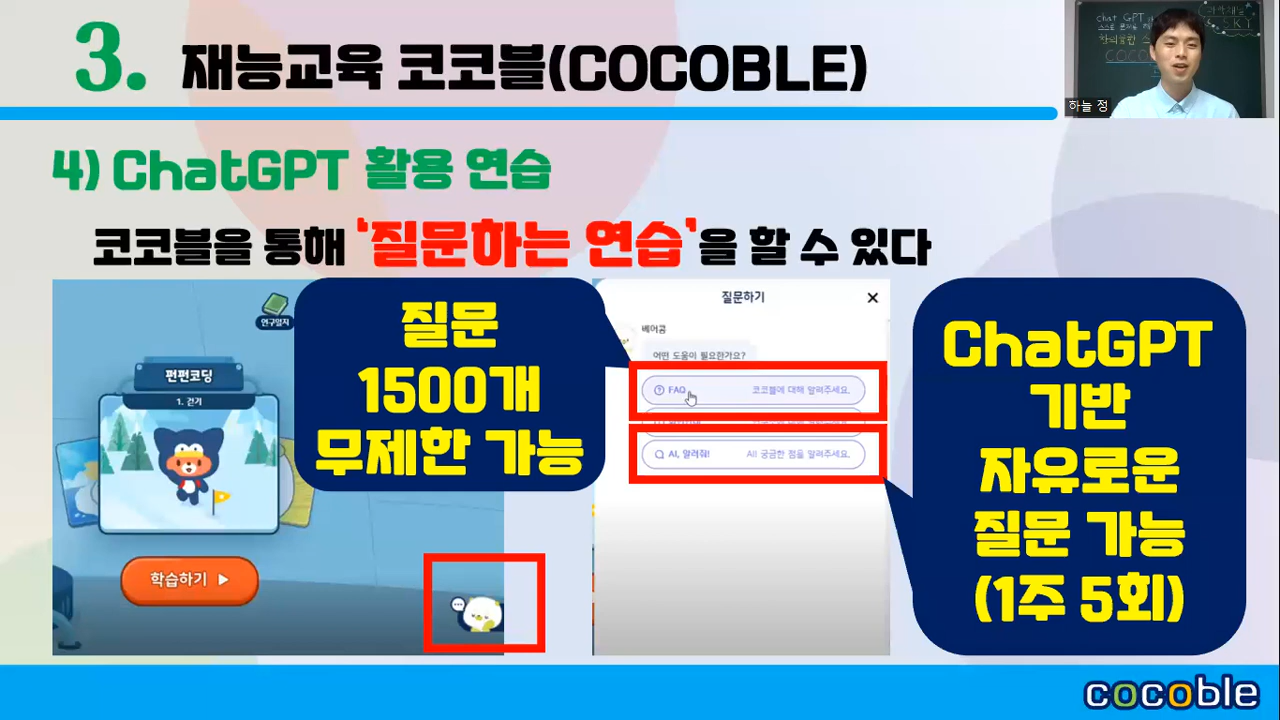 3. 재능교육 코코블(COCOBLE)
chat GPT
하늘 정
4) ChatGPT 활용 연습
코코블을 통해 '질문하는 연습'을 할 수 있다
연구일지
펀펀코딩
1. 걷기
학습하기 ▶
질문
1500개
무제한 가능
질문하기
베어곰
어떤 도움이 필요한가요?
FAQ 코코블에 대해 알려주세요.
AI, 알려줘! AI! 궁금한 점을 알려주세요.
ChatGPT
기반
자유로운
질문 가능
(1주 5회)
cocoble